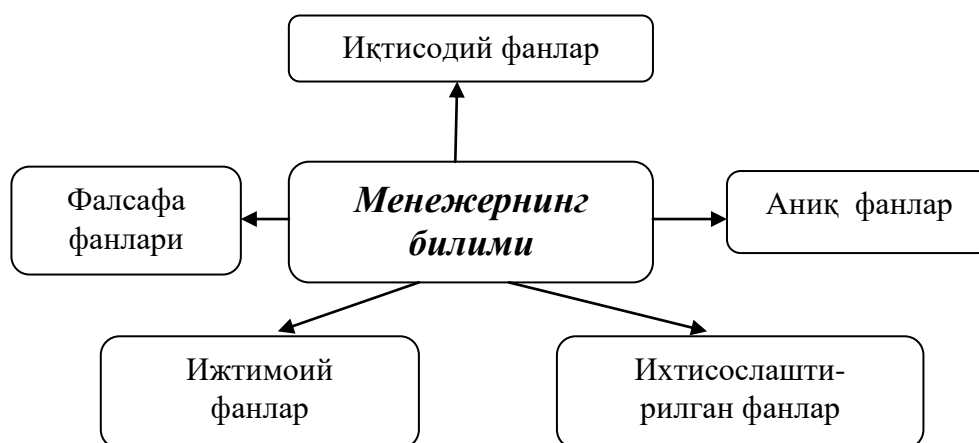 Иқтисодий фанлар
Фалсафа
фанлари
Менежернинг
билими
Аниқ фанлар
Ижтимоий
фанлар
Ихтисослашти-
рилган фанлар